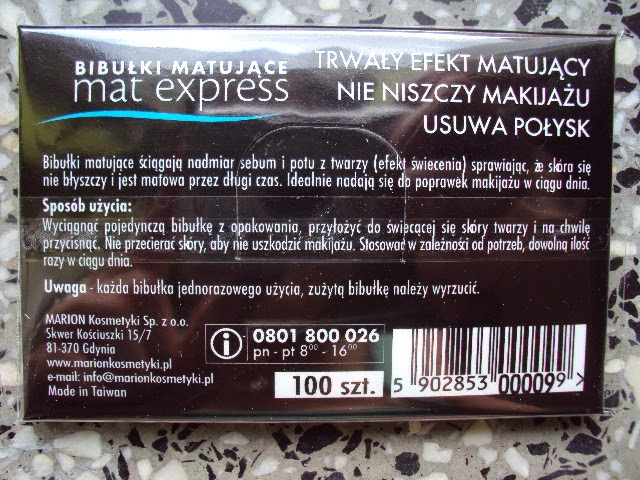 BIBUŁKI MATUJĄCE
mat express
TRWAŁY EFEKT MATUJĄCY
NIE NISZCZY MAKIJAŻU
USUWA POŁYSK
Bibułki matujące ściągają nadmiar sebum i potu z twarzy (efekt świecenia) sprawiając, że skóra się
nie błyszczy i jest matowa przez długi czas. Idealnie nadają się do poprawek makijażu w ciągu dnia.
Sposób użycia:
Wyciągnąć pojedynczą bibułkę z opakowania, przyłożyć do świecącej się skóry twarzy i na chwilę
przycisnąć. Nie przecierać skóry, aby nie uszkodzić makijażu. Stosować w zależności od potrzeb, dowolną ilość
razy w ciągu dnia.
Uwaga - każda bibułka jednorazowego użycia, zużytą bibułkę należy wyrzucić.
MARION Kosmetyki Sp. z o.o.
Skwer Kościuszki 15/7
81-370 Gdynia
www.marionkosmetyki.pl
e-mail: info@marionkosmetyki.pl
Made in Taiwan
i 0801 800 026
pn - pt 8⁰⁰ - 16⁰⁰
100 szt.
5 902853 000099 >